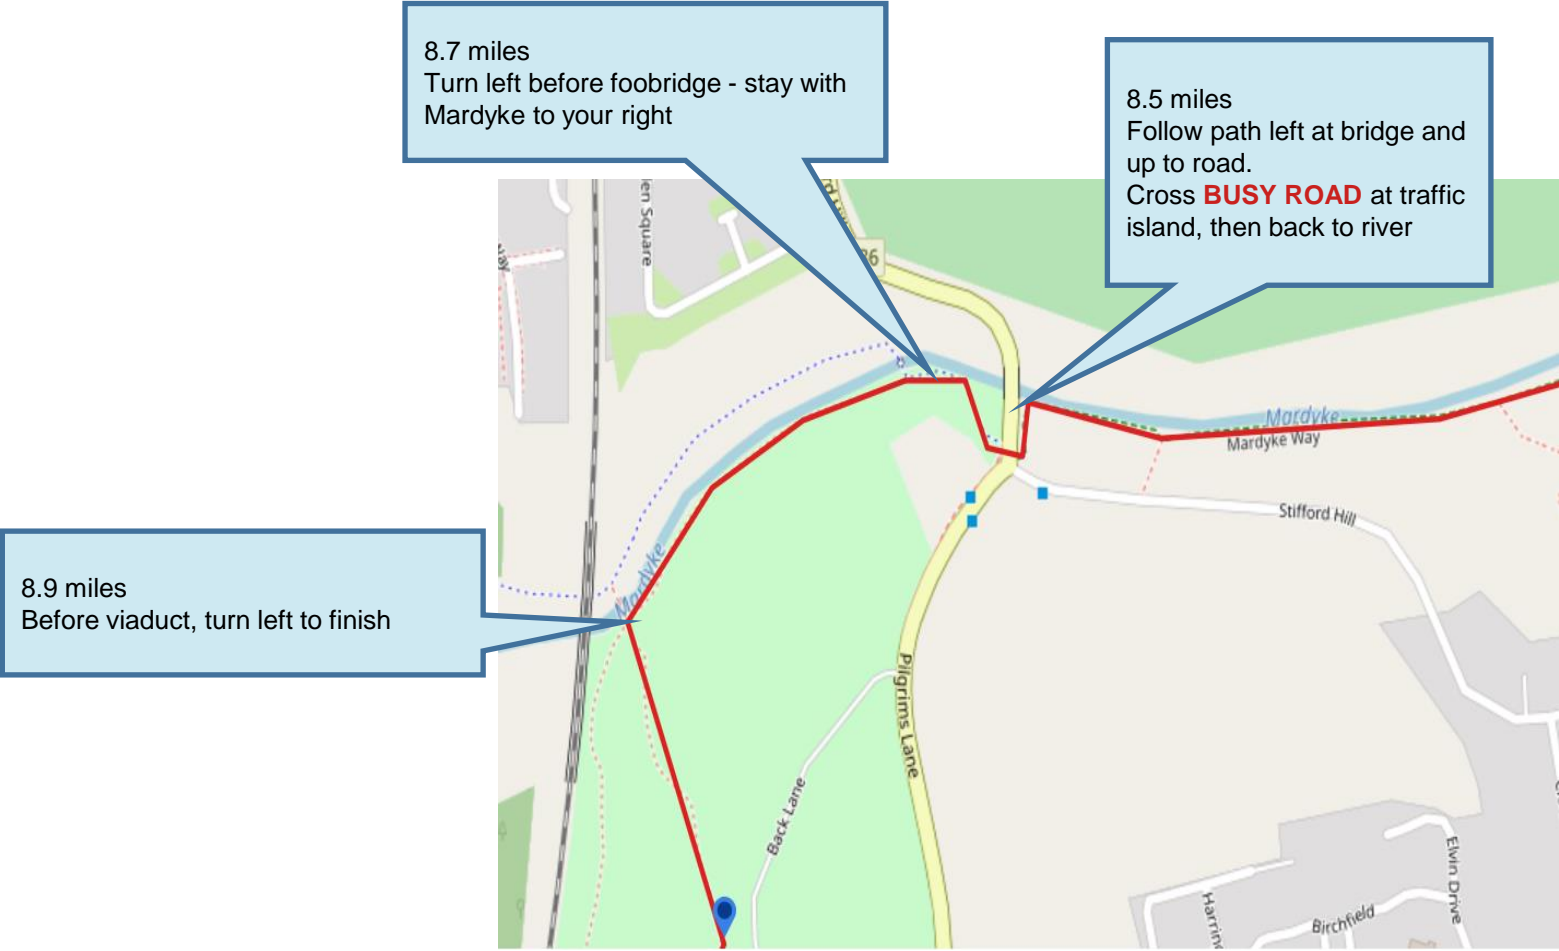 8.7 miles
Turn left before foobridge - stay with
Mardyke to your right
8.5 miles
Follow path left at bridge and
up to road.
Cross BUSY ROAD at traffic
island, then back to river
8.9 miles
Before viaduct, turn left to finish
Square
Mardyke
Mardyke Way
Stifford Hill
Mardyke
Pilgrims Lane
Back Lane
Elvin Drive
Birchfield